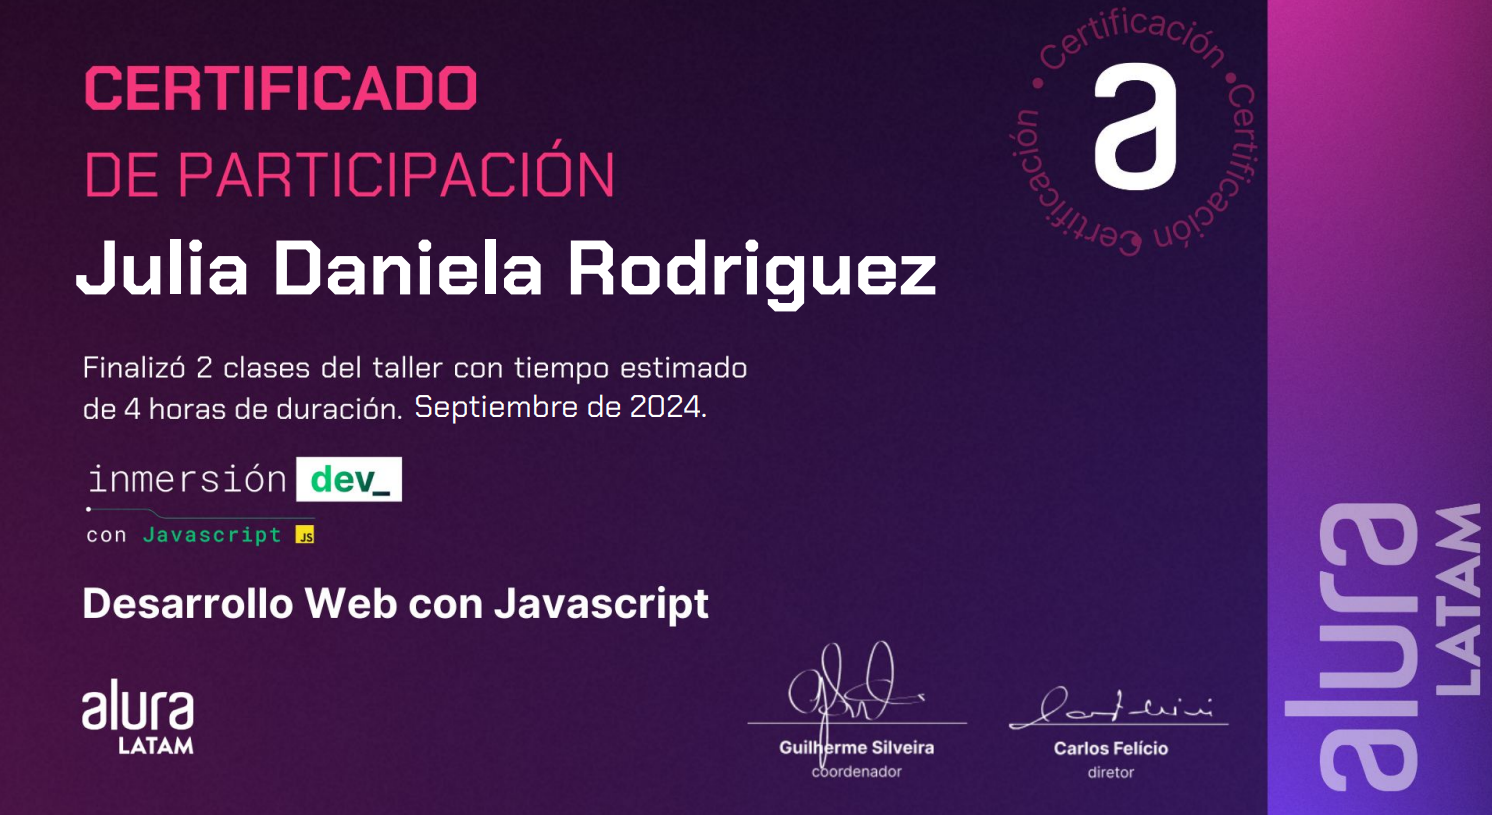 CERTIFICADO
DE PARTICIPACIÓN
Certificación • Certificación Certificación •
a
Julia Daniela Rodriguez
Finalizó 2 clases del taller con tiempo estimado
de 4 horas de duración. Septiembre de 2024.
inmersión dev_
con Javascript JS
Desarrollo Web con Javascript
alura
LATAM
Guilherme Silveira
coordenador
Carlos Felício
diretor
alura
LATAM